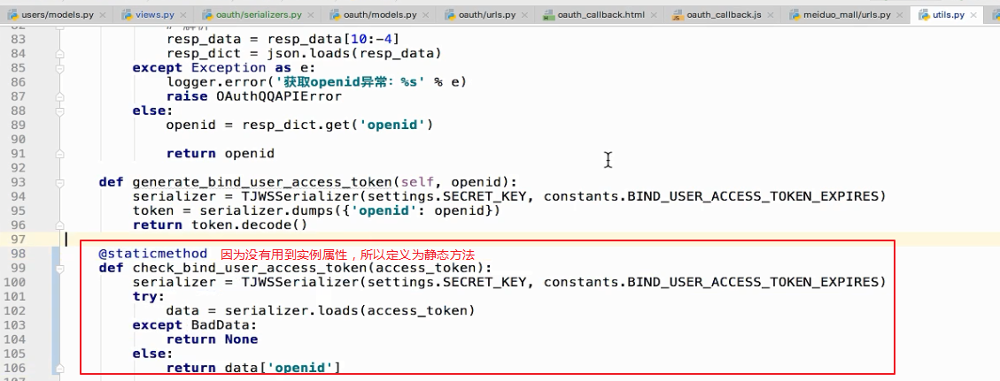 users/models.py views.py oauth/serializers.py oauth/models.py oauth/urls.py oauth_callback.html oauth_callback.js meiduo_mall/urls.py utils.py
83 resp_data = resp_data[10:-4]
84 resp_dict = json.loads(resp_data)
85 except Exception as e:
86 logger.error('获取openid异常：%s' % e)
87 raise OAuthQQAPIError
88 else:
89 openid = resp_dict.get('openid')
90
91 return openid
92
93 def generate_bind_user_access_token(self, openid):
94 serializer = TJWSSerializer(settings.SECRET_KEY, constants.BIND_USER_ACCESS_TOKEN_EXPIRES)
95 token = serializer.dumps({'openid': openid})
96 return token.decode()
97
98 @staticmethod 因为没有用到实例属性，所以定义为静态方法
99 def check_bind_user_access_token(access_token):
100 serializer = TJWSSerializer(settings.SECRET_KEY, constants.BIND_USER_ACCESS_TOKEN_EXPIRES)
101 try:
102 data = serializer.loads(access_token)
103 except BadData:
104 return None
105 else:
106 return data['openid']